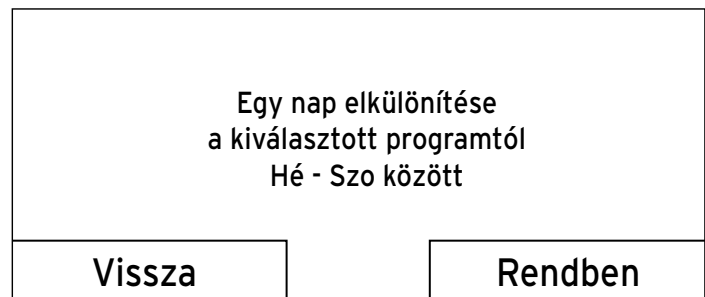 Egy nap elkülönítése
a kiválasztott programtól
Hé - Szo között
Vissza
Rendben